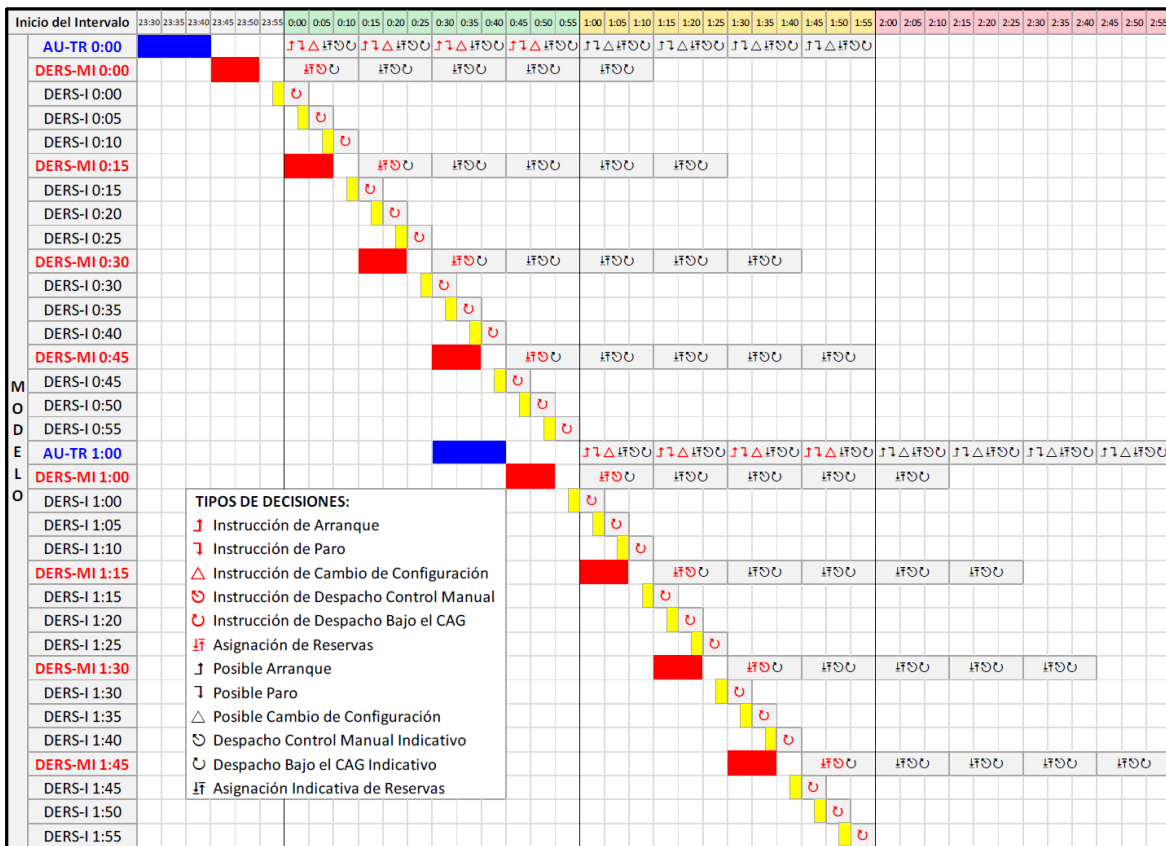 Inicio del Intervalo 23:30 23:35 23:40 23:45 23:50 23:55 0:00 0:05 0:10 0:15 0:20 0:25 0:30 0:35 0:40 0:45 0:50 0:55 1:00 1:05 1:10 1:15 1:20 1:25 1:30 1:35 1:40 1:45 1:50 1:55 2:00 2:05 2:10 2:15 2:20 2:25 2:30 2:35 2:40 2:45 2:50 2:55
MODELO
AU-TR 0:00
DERS-MI 0:00
DERS-I 0:00
DERS-I 0:05
DERS-I 0:10
DERS-MI 0:15
DERS-I 0:15
DERS-I 0:20
DERS-I 0:25
DERS-MI 0:30
DERS-I 0:30
DERS-I 0:35
DERS-I 0:40
DERS-MI 0:45
DERS-I 0:45
DERS-I 0:50
DERS-I 0:55
AU-TR 1:00
DERS-MI 1:00
DERS-I 1:00
DERS-I 1:05
DERS-I 1:10
DERS-MI 1:15
DERS-I 1:15
DERS-I 1:20
DERS-I 1:25
DERS-MI 1:30
DERS-I 1:30
DERS-I 1:35
DERS-I 1:40
DERS-MI 1:45
DERS-I 1:45
DERS-I 1:50
DERS-I 1:55
TIPOS DE DECISIONES:
Instrucción de Arranque
Instrucción de Paro
Instrucción de Cambio de Configuración
Instrucción de Despacho Control Manual
Instrucción de Despacho Bajo el CAG
Asignación de Reservas
Posible Arranque
Posible Paro
Posible Cambio de Configuración
Despacho Control Manual Indicativo
Despacho Bajo el CAG Indicativo
Asignación Indicativa de Reservas